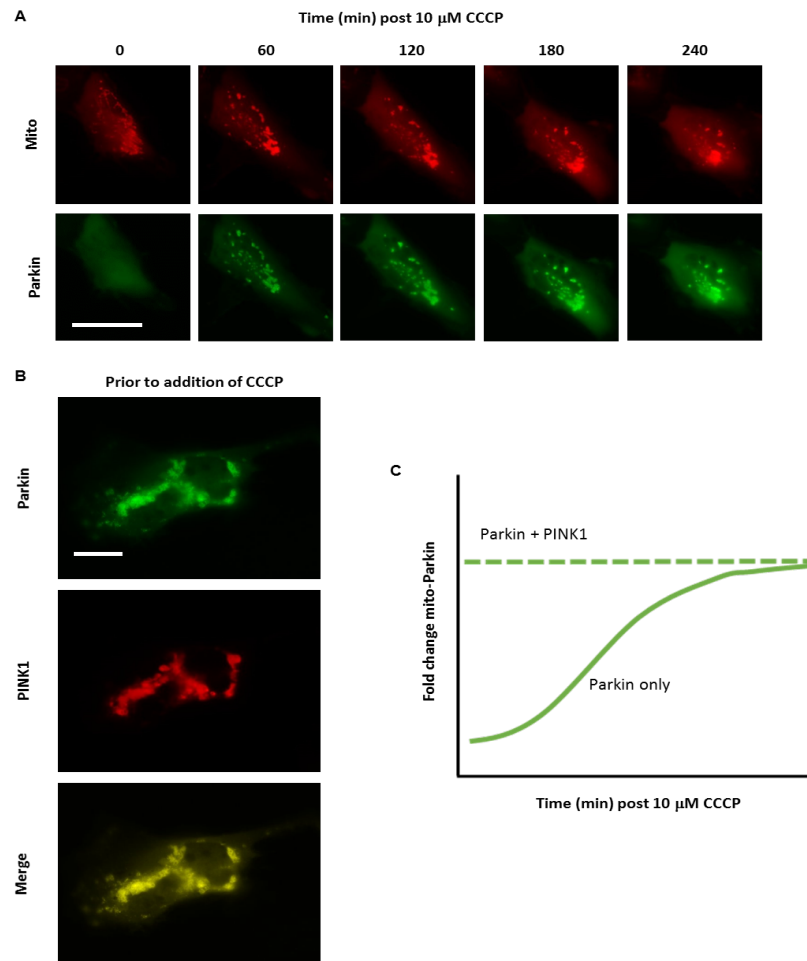 A
Time (min) post 10 μM CCCP
0 60 120 180 240
Mito
Parkin
B
Prior to addition of CCCP
Parkin
PINK1
Merge
C
Parkin + PINK1
Parkin only
Fold change mito-Parkin
Time (min) post 10 μM CCCP